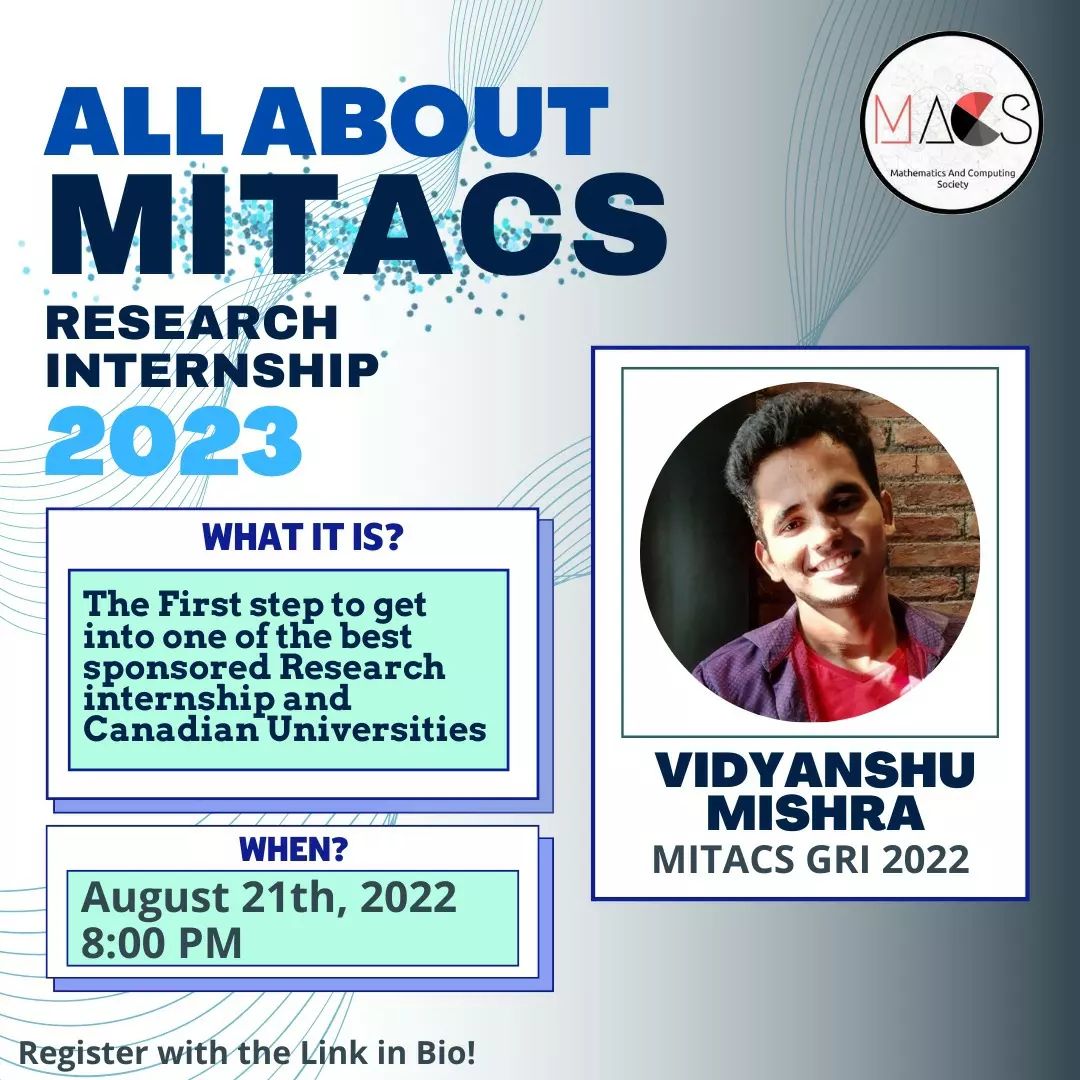 ALL ABOUT
MITACS
RESEARCH
INTERNSHIP
2023
MACS
Mathematics And Computing
Society
WHAT IT IS?
The First step to get
into one of the best
sponsored Research
internship and
Canadian Universities
WHEN?
August 21th, 2022
8:00 PM
VIDYANSHU
MISHRA
MITACS GRI 2022
Register with the Link in Bio!